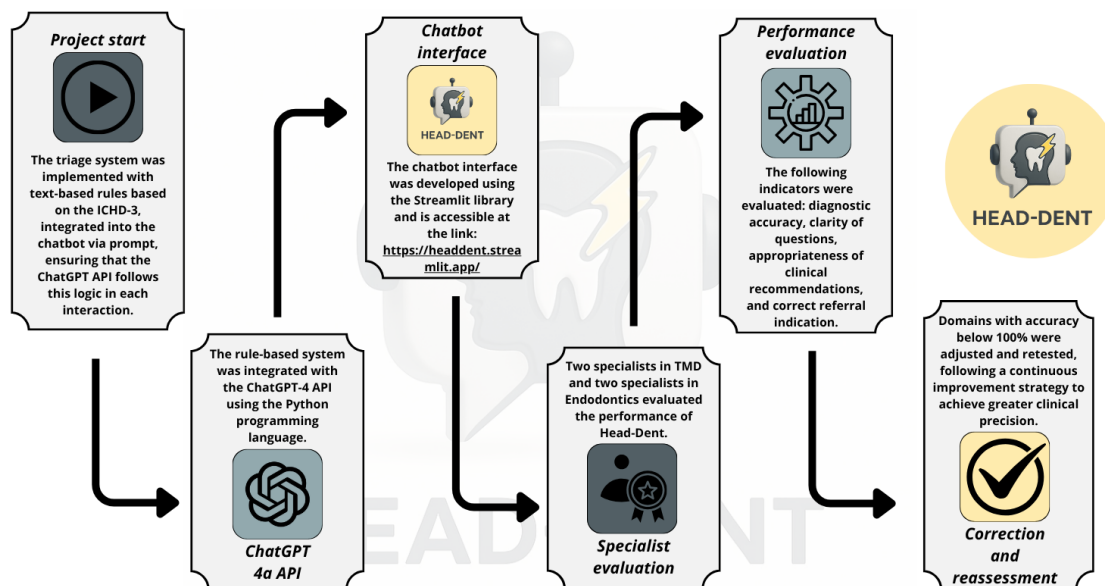 Project start
The triage system was
implemented with
text-based rules based
on the ICHD-3,
integrated into the
chatbot via prompt,
ensuring that the
ChatGPT API follows
this logic in each
interaction.
The rule-based system
was integrated with
the ChatGPT-4 API
using the Python
programming
language.
ChatGPT
4a API
Chatbot
interface
HEAD-DENT
The chatbot interface
was developed using
the Streamlit library
and is accessible at
the link:
https://headdent.strea
mlit.app/
Two specialists in TMD
and two specialists in
Endodontics evaluated
the performance of
Head-Dent.
Specialist
evaluation
Performance
evaluation
The following
indicators were
evaluated: diagnostic
accuracy, clarity of
questions,
appropriateness of
clinical
recommendations,
and correct referral
indication.
HEAD-DENT
Domains with accuracy
below 100% were
adjusted and retested,
following a continuous
improvement strategy to
achieve greater clinical
precision.
Correction
and
reassessment
HEAD-DENT